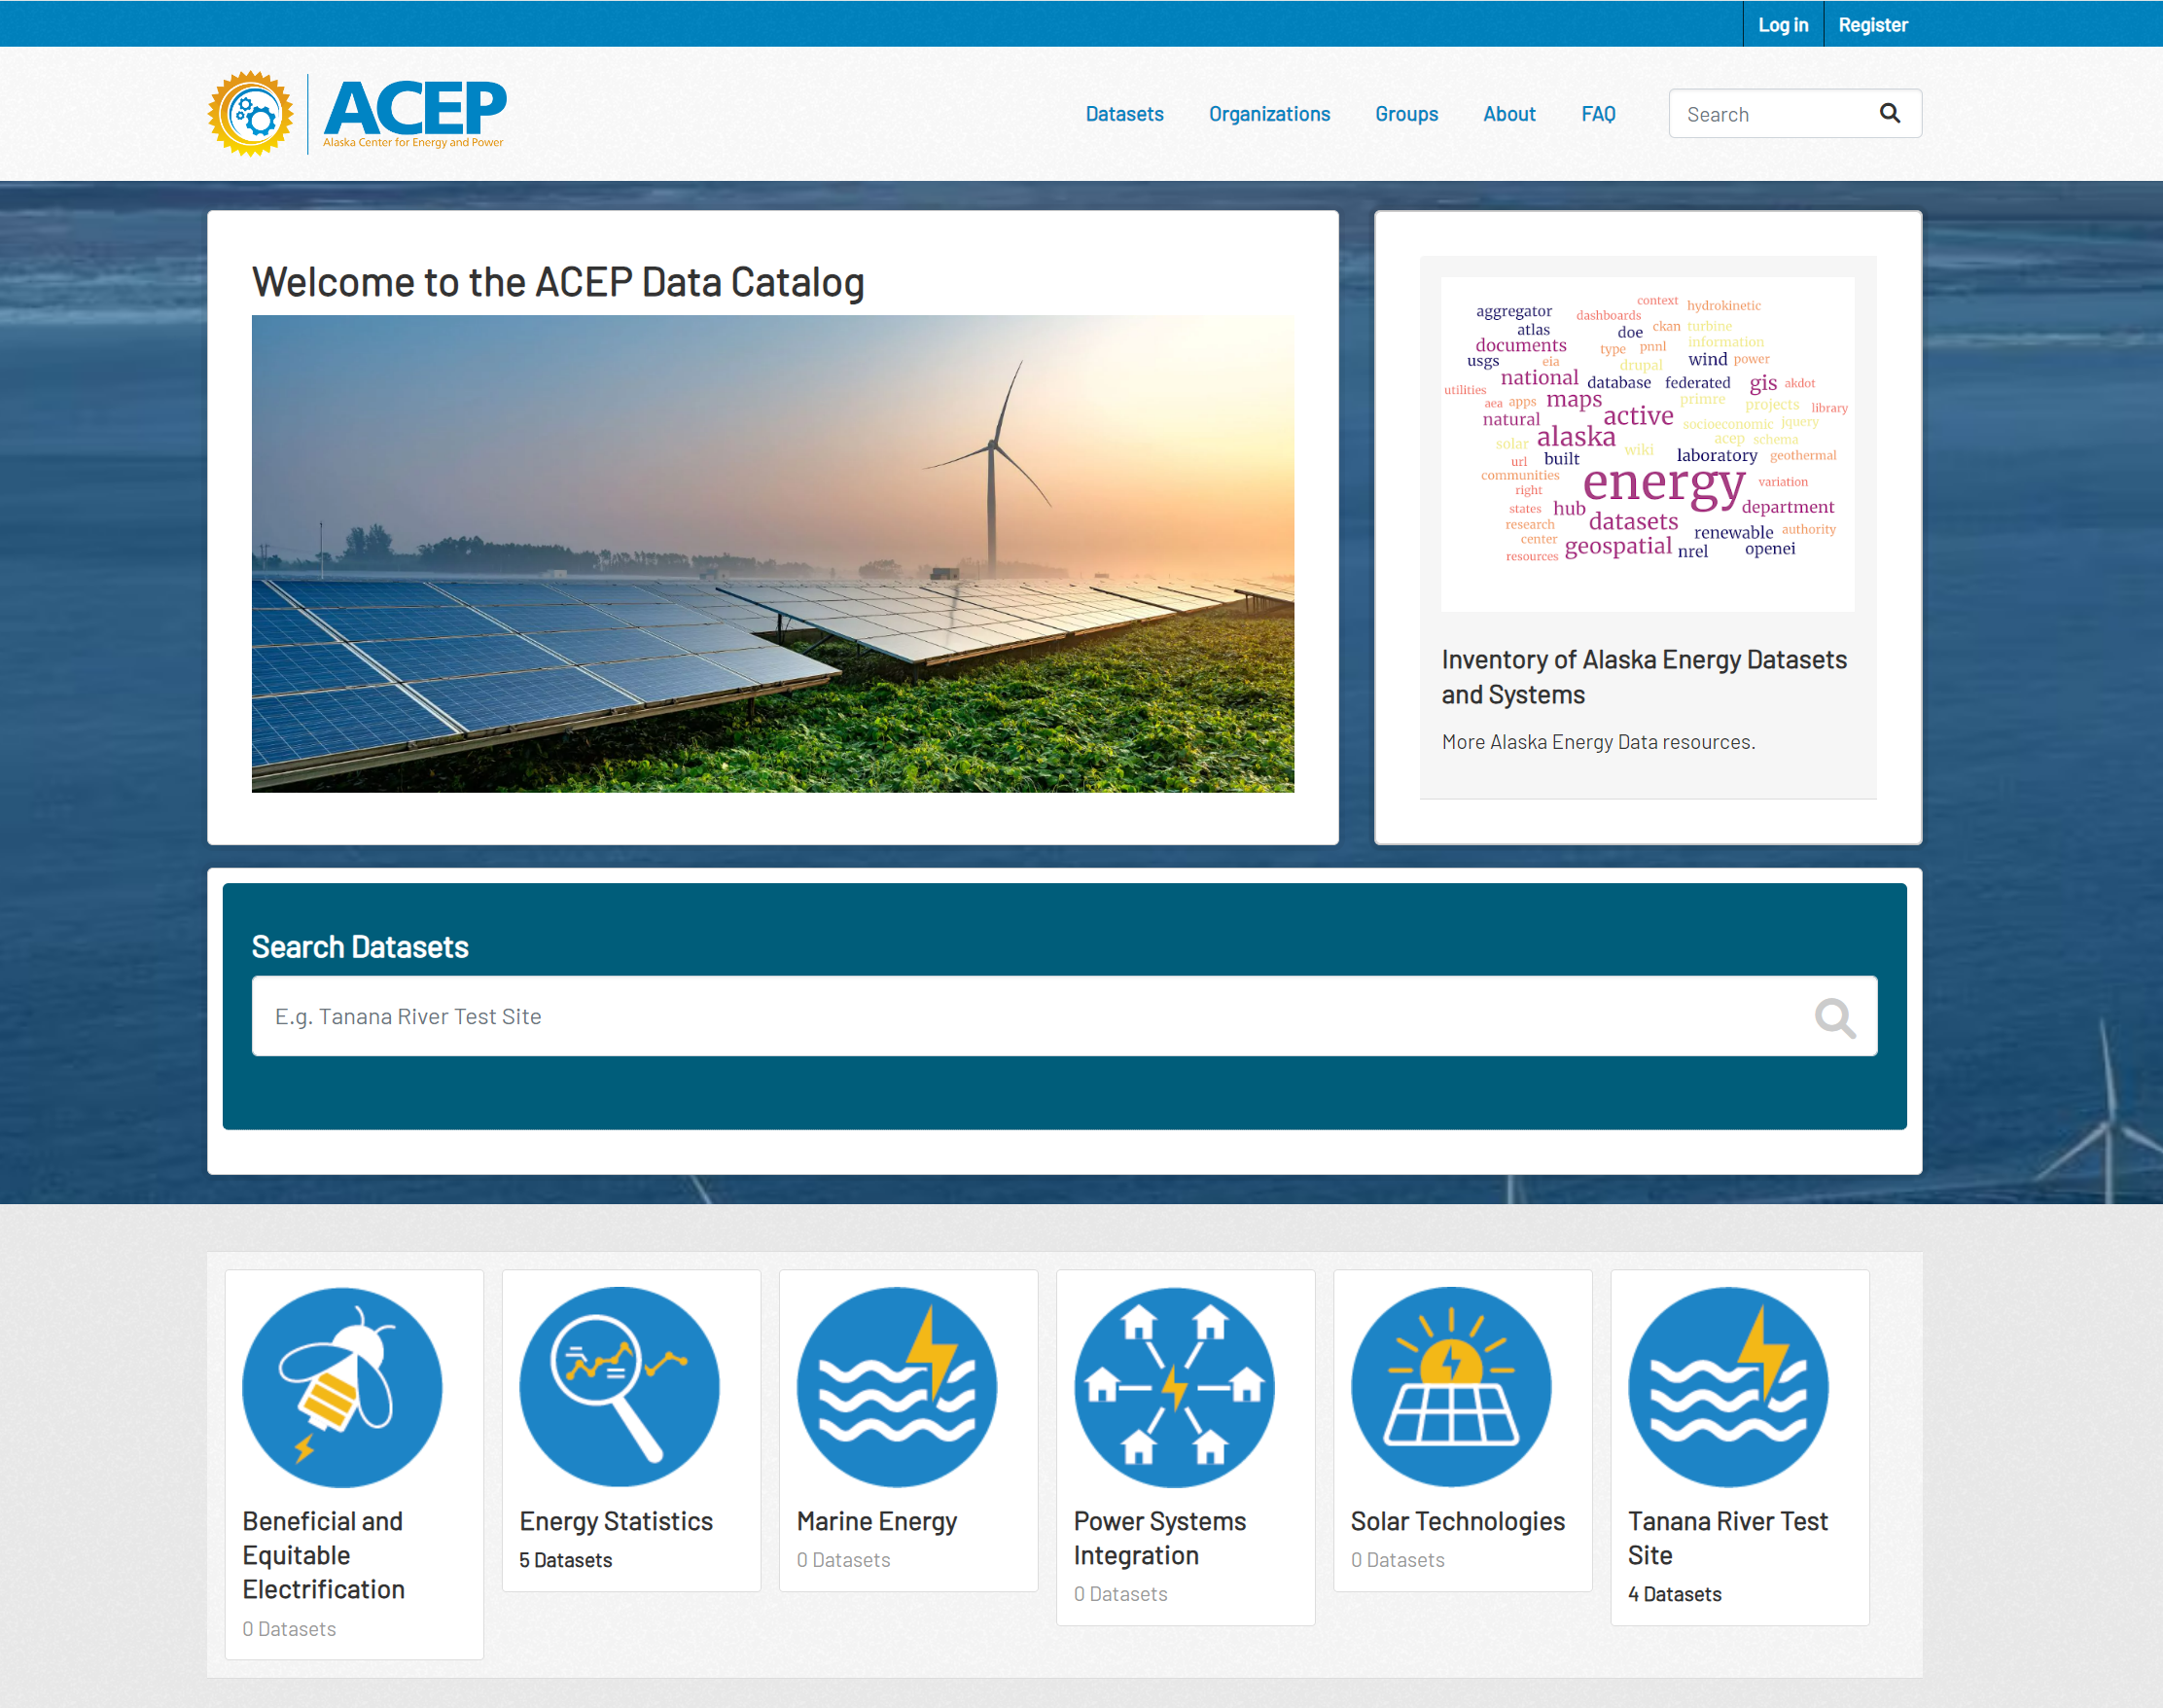 Log in
Register
ACEP
Alaska Center for Energy and Power
Datasets
Organizations
Groups
About
FAQ
Search
Welcome to the ACEP Data Catalog
context
hydrokinetic
aggregator
dashboards
atlas
doe
ckan
turbine
documents
type
pnnl
information
usgs
eia
drupal
wind
power
national
database
federated
gis
akdot
utilities
aea
apps
maps
primre
projects
library
natural
active
socioeconomic
jquery
solar
alaska
wiki
acep
schema
url
built
laboratory
geothermal
communities
energy
variation
right
states
hub
department
research
datasets
renewable
authority
center
geospatial
nrel
openei
resources
Inventory of Alaska Energy Datasets
and Systems
More Alaska Energy Data resources.
Search Datasets
E.g. Tanana River Test Site
Beneficial and
Equitable
Electrification
0 Datasets
Energy Statistics
5 Datasets
Marine Energy
0 Datasets
Power Systems
Integration
0 Datasets
Solar Technologies
0 Datasets
Tanana River Test
Site
4 Datasets